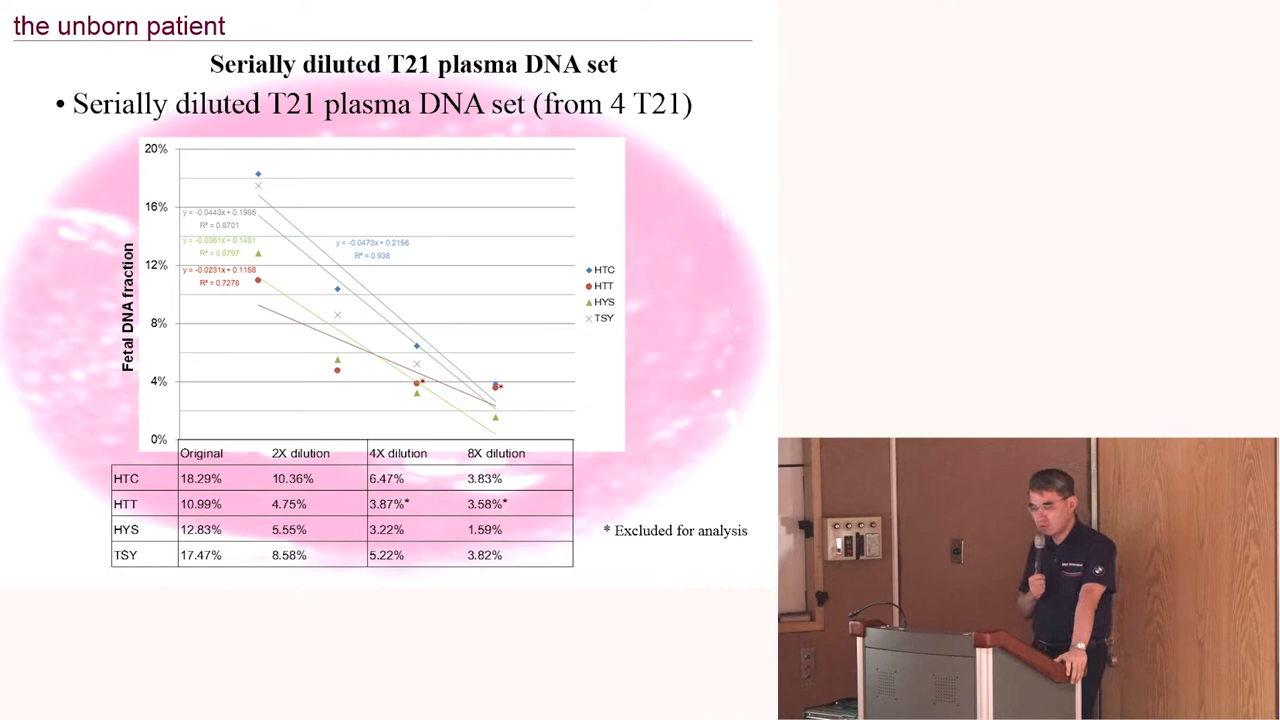 the unborn patient
Serially diluted T21 plasma DNA set
• Serially diluted T21 plasma DNA set (from 4 T21)
20%
16%
12%
8%
4%
0%
Fetal DNA fraction
y = -0.0443x + 0.1985
R² = 0.8701
y = -0.0361x + 0.1481
R² = 0.8797
y = -0.0231x + 0.1158
R² = 0.7278
y = -0.0473x + 0.2156
R² = 0.938
*
*
HTC
HTT
HYS
TSY
Original 2X dilution 4X dilution 8X dilution
HTC 18.29% 10.36% 6.47% 3.83%
HTT 10.99% 4.75% 3.87%* 3.58%*
HYS 12.83% 5.55% 3.22% 1.59%
TSY 17.47% 8.58% 5.22% 3.82%
* Excluded for analysis